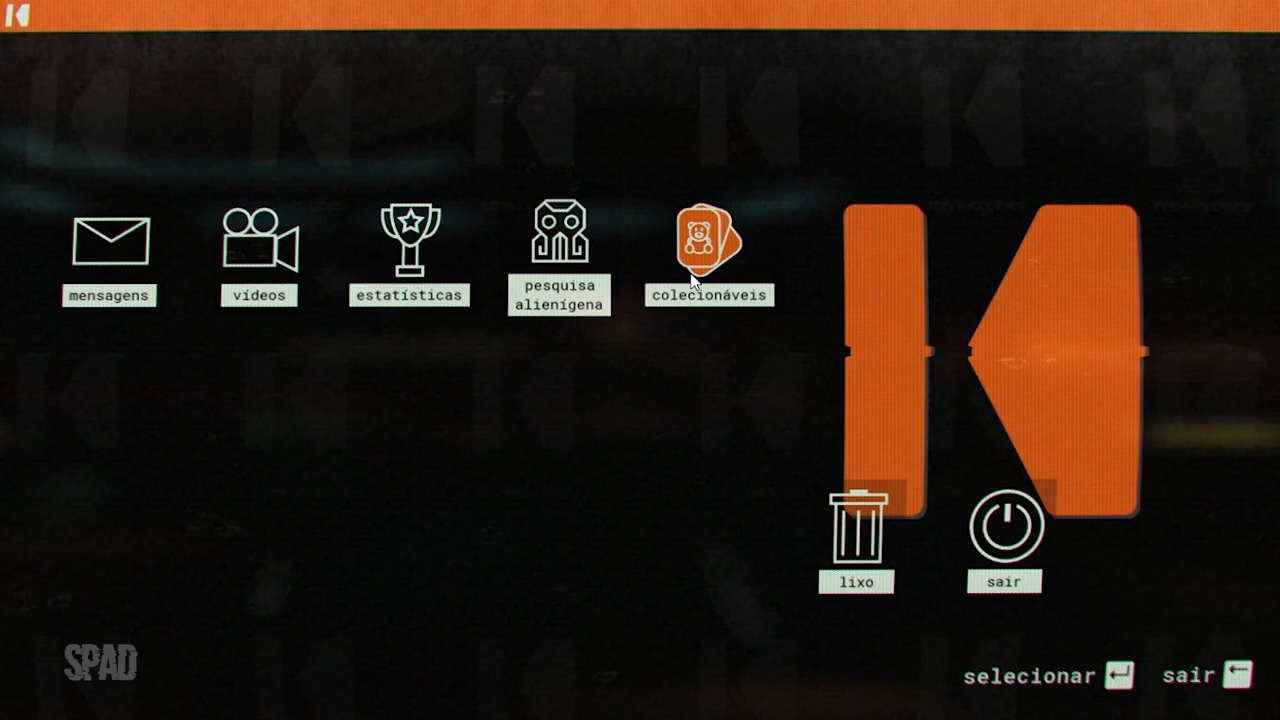 mensagens
vídeos
estatísticas
pesquisa
alienígena
colecionáveis
lixo
sair
SPAD
selecionar
sair